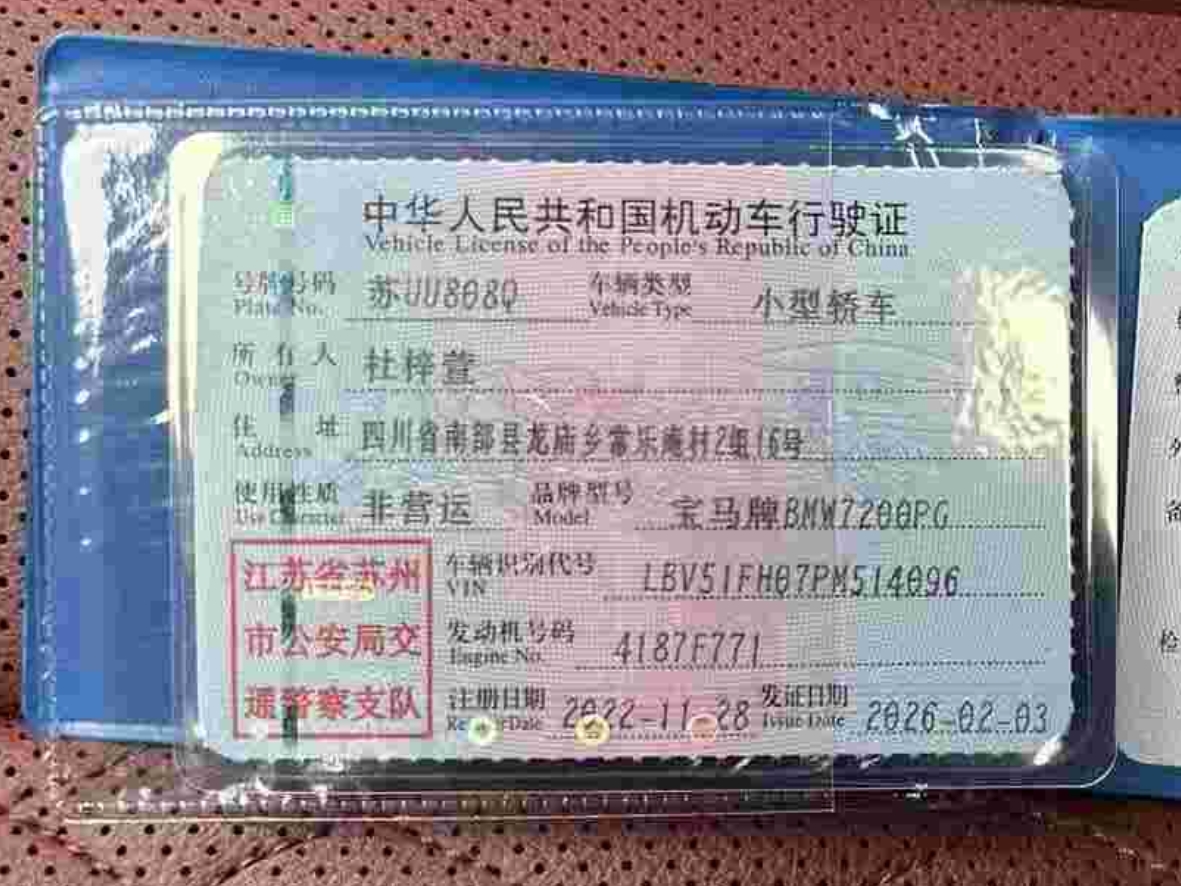 中华人民共和国机动车行驶证
Vehicle License of the People's Republic of China
号牌号码 苏UU808Q 车辆类型 小型轿车
Plate No. Vehicle Type
所有人 杜梓萱
Owner
住址 四川省南部县龙庙乡常乐庵村2组16号
Address
使用性质 非营运 品牌型号 宝马牌BMW7200PG
Use Character Model
江苏省苏州
市公安局交
通警察支队
车辆识别代号 LBV51FH07PM514096
VIN
发动机号码 4187F771
Engine No.
注册日期 2022-11-28 发证日期 2026-02-03
Register Date Issue Date
检